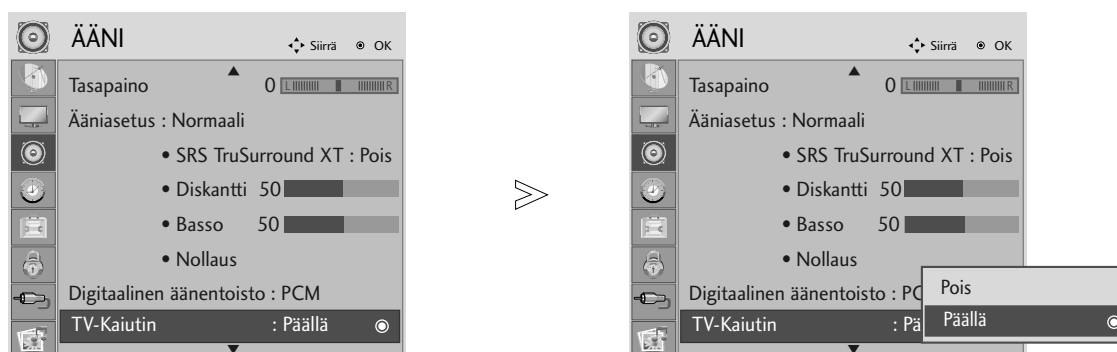 ÄÄNI
Siirrä OK
Tasapaino 0 L R
Ääniasetus : Normaali
• SRS TruSurround XT : Pois
• Diskantti 50
• Basso 50
• Nollaus
Digitaalinen äänentoisto : PCM
TV-Kaiutin : Päällä
ÄÄNI
Siirrä OK
Tasapaino 0 L R
Ääniasetus : Normaali
• SRS TruSurround XT : Pois
• Diskantti 50
• Basso 50
• Nollaus
Digitaalinen äänentoisto : PC
TV-Kaiutin : Pä
Pois
Päällä